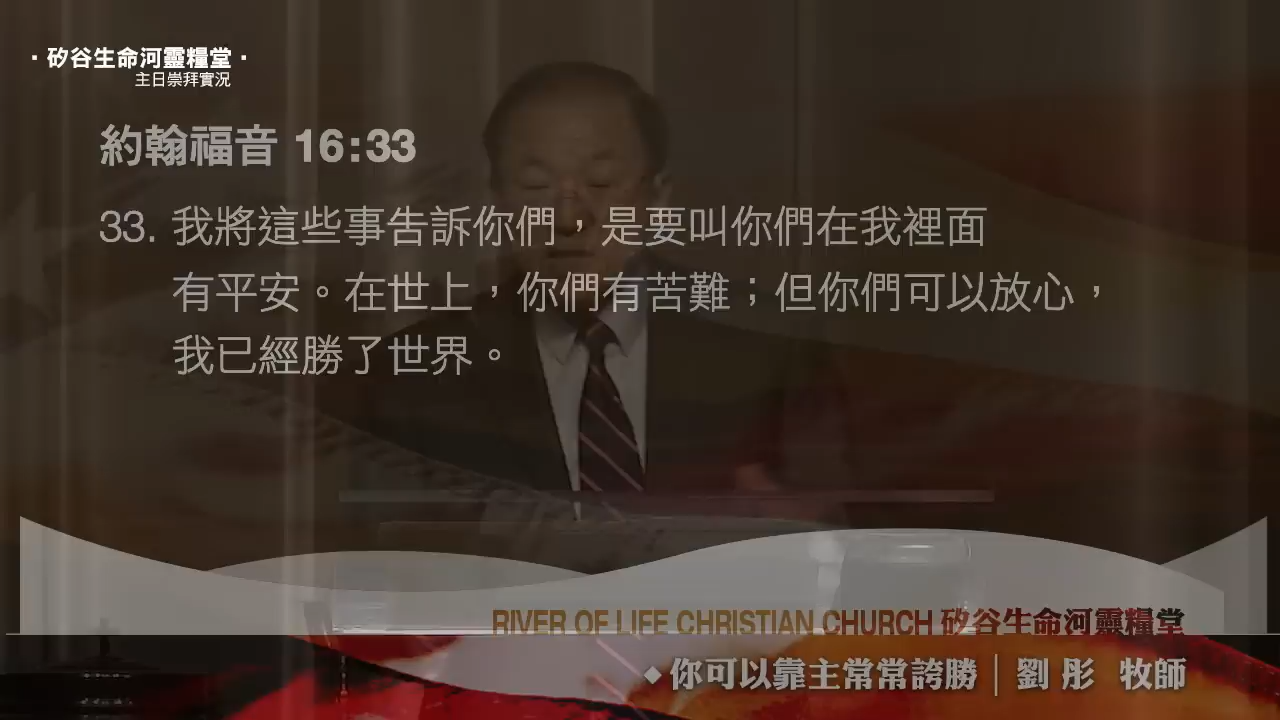 ·矽谷生命河靈糧堂·
主日崇拜實況
約翰福音 16:33
33. 我將這些事告訴你們，是要叫你們在我裡面
有平安。在世上，你們有苦難；但你們可以放心，
我已經勝了世界。
RIVER OF LIFE CHRISTIAN CHURCH 矽谷生命河靈糧堂
◆你可以靠主常常誇勝│劉 彤 牧師